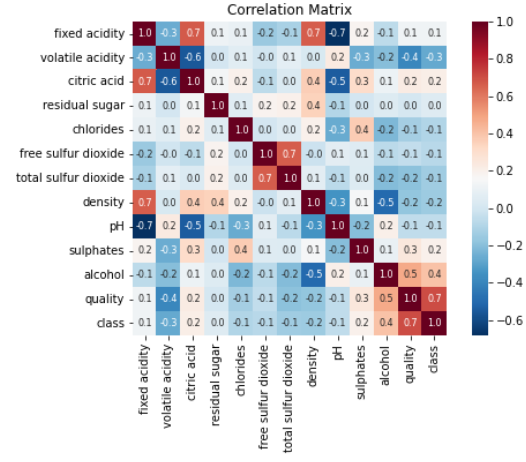 Correlation Matrix
fixed acidity 1.0 -0.3 0.7 0.1 0.1 -0.2 -0.1 0.7 -0.7 0.2 -0.1 0.1 0.1
volatile acidity -0.3 1.0 -0.6 0.0 0.1 -0.0 0.1 0.0 0.2 -0.3 -0.2 -0.4 -0.3
citric acid 0.7 -0.6 1.0 0.1 0.2 -0.1 0.0 0.4 -0.5 0.3 0.1 0.2 0.2
residual sugar 0.1 0.0 0.1 1.0 0.1 0.2 0.2 0.4 -0.1 0.0 0.0 0.0 0.0
chlorides 0.1 0.1 0.2 0.1 1.0 0.0 0.0 0.2 -0.3 0.4 -0.2 -0.1 -0.1
free sulfur dioxide -0.2 -0.0 -0.1 0.2 0.0 1.0 0.7 -0.0 0.1 0.1 -0.1 -0.1 -0.1
total sulfur dioxide -0.1 0.1 0.0 0.2 0.0 0.7 1.0 0.1 -0.1 0.0 -0.2 -0.2 -0.1
density 0.7 0.0 0.4 0.4 0.2 -0.0 0.1 1.0 -0.3 0.1 -0.5 -0.2 -0.2
pH -0.7 0.2 -0.5 -0.1 -0.3 0.1 -0.1 -0.3 1.0 -0.2 0.2 -0.1 -0.1
sulphates 0.2 -0.3 0.3 0.0 0.4 0.1 0.0 0.1 -0.2 1.0 0.1 0.3 0.2
alcohol -0.1 -0.2 0.1 0.0 -0.2 -0.1 -0.2 -0.5 0.2 0.1 1.0 0.5 0.4
quality 0.1 -0.4 0.2 0.0 -0.1 -0.1 -0.2 -0.2 -0.1 0.3 0.5 1.0 0.7
class 0.1 -0.3 0.2 0.0 -0.1 -0.1 -0.1 -0.2 -0.1 0.2 0.4 0.7 1.0
fixed acidity
volatile acidity
citric acid
residual sugar
chlorides
free sulfur dioxide
total sulfur dioxide
density
pH
sulphates
alcohol
quality
class
1.0
0.8
0.6
0.4
0.2
0.0
−0.2
−0.4
−0.6